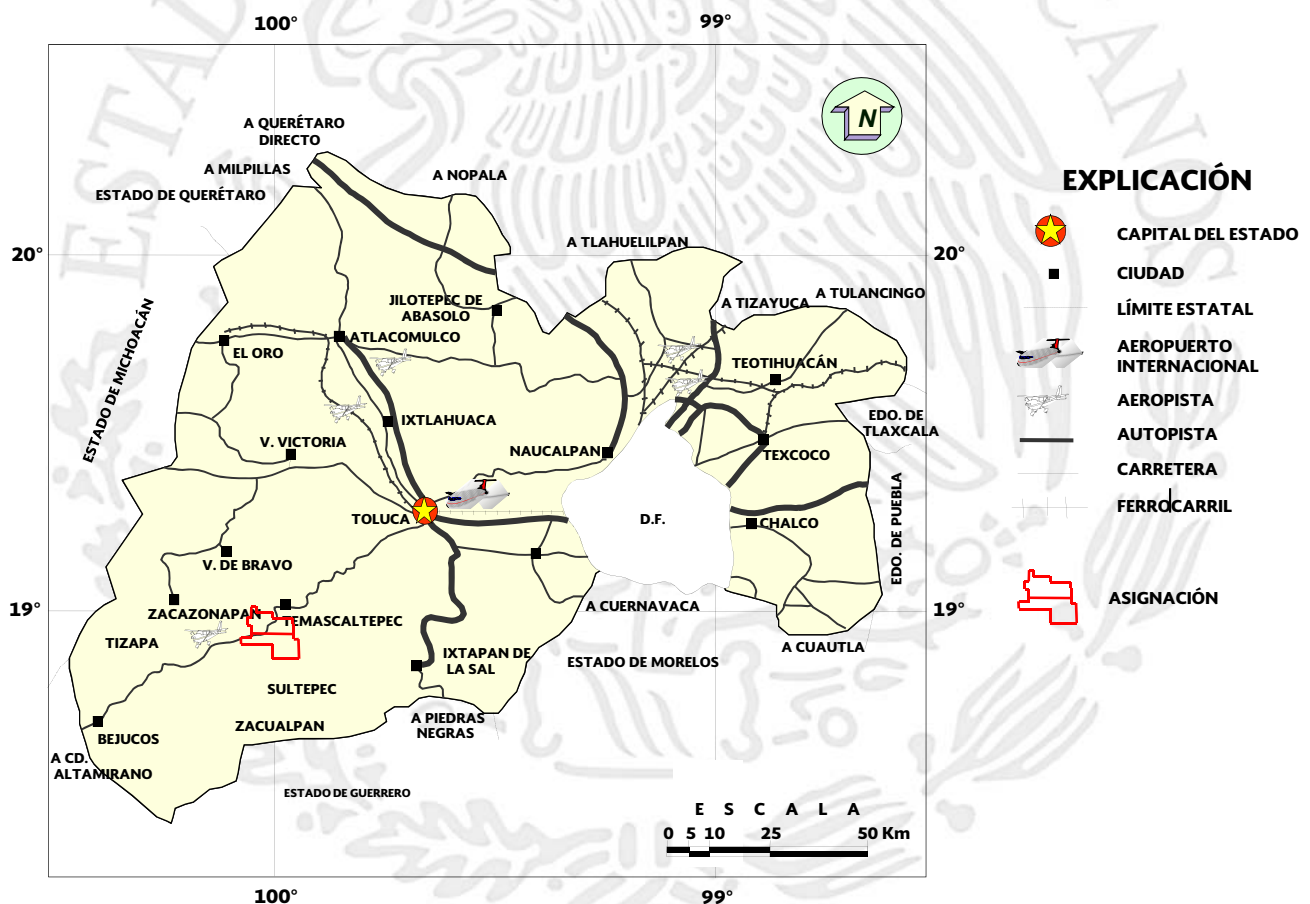 100°
99°
ESTAD
CANOS
N
A QUERÉTARO
DIRECTO
A MILPILLAS
ESTADO DE QUERÉTARO
A NOPALA
A TLAHUELILPAN
20°
20°
A TIZAYUCA
A TULANCINGO
JILOTEPEC DE
ABASOLO
ATLACOMULCO
EL ORO
ESTADO DE MICHOACÁN
TEOTIHUACÁN
IXTLAHUACA
EDO. DE
TLAXCALA
V. VICTORIA
NAUCALPAN
TEXCOCO
TOLUCA
D.F.
CHALCO
EDO. DE PUEBLA
V. DE BRAVO
19°
19°
ZACAZONAPAN
TEMASCALTEPEC
A CUERNAVACA
TIZAPA
A CUAUTLA
IXTAPAN DE
LA SAL
ESTADO DE MORELOS
SULTEPEC
ZACUALPAN
A PIEDRAS
NEGRAS
BEJUCOS
A CD.
ALTAMIRANO
ESTADO DE GUERRERO
E S C A L A
0 5 10 25 50 Km
100°
99°
EXPLICACIÓN
CAPITAL DEL ESTADO
CIUDAD
LÍMITE ESTATAL
AEROPUERTO
INTERNACIONAL
AEROPISTA
AUTOPISTA
CARRETERA
FERROCARRIL
ASIGNACIÓN